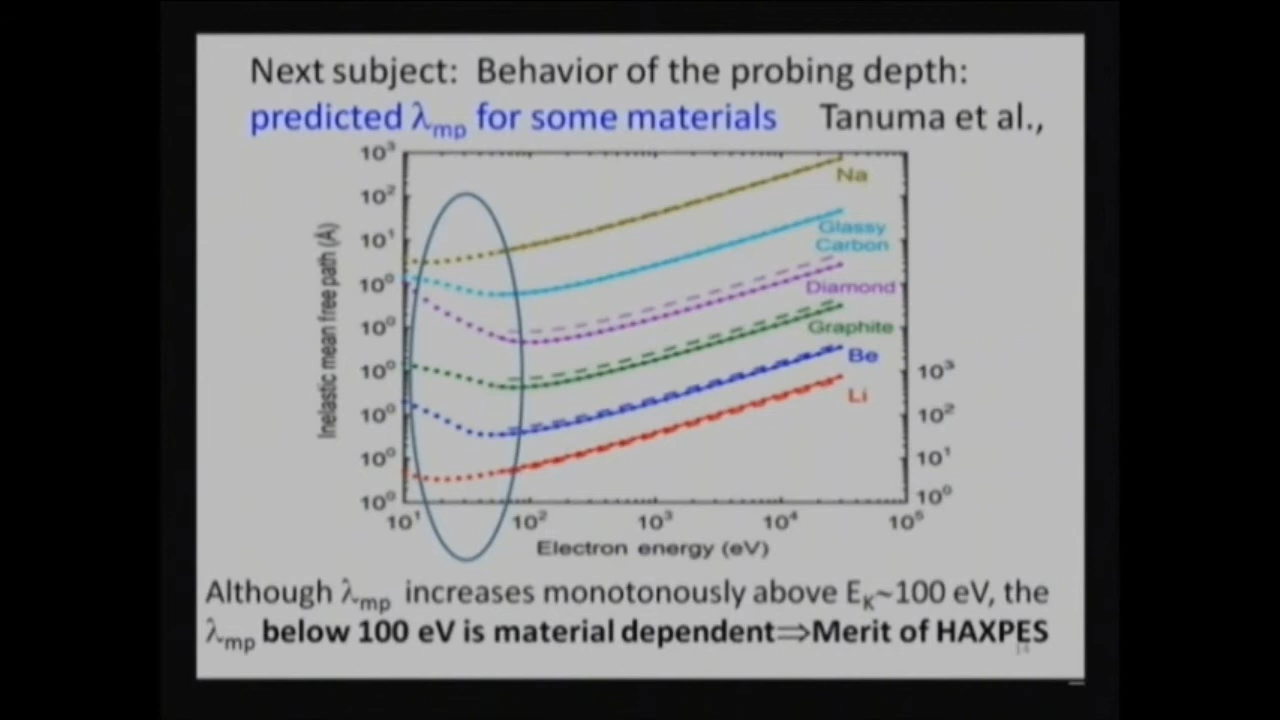 Next subject: Behavior of the probing depth:
predicted λmp for some materials Tanuma et al.,
10³
10²
10¹
10⁰
10⁰
10⁰
10⁰
10⁰
10⁰
Inelastic mean free path (Å)
Na
Glassy
Carbon
Diamond
Graphite
Be
Li
10³
10²
10¹
10⁰
10¹ 10² 10³ 10⁴ 10⁵
Electron energy (eV)
Although λmp increases monotonously above EK~100 eV, the
λmp below 100 eV is material dependent⇒Merit of HAXPES
14